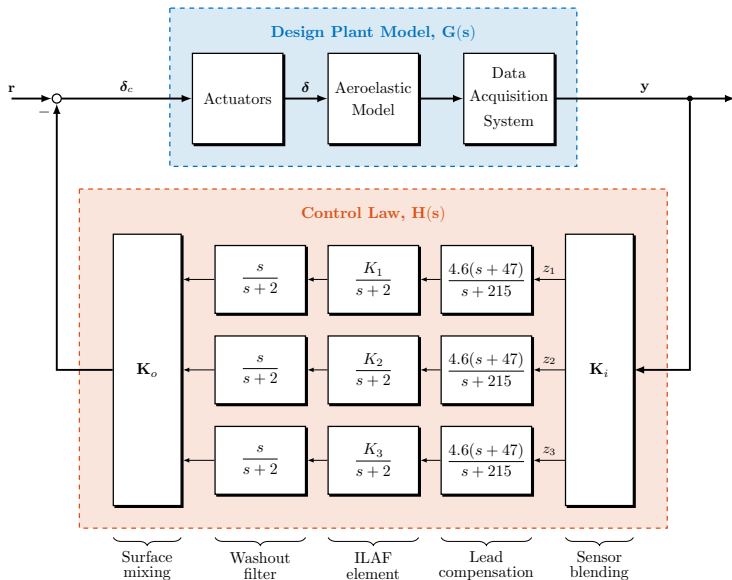 Design Plant Model, G(s)
r
−
δc
Actuators
δ
Aeroelastic
Model
Data
Acquisition
System
y
Control Law, H(s)
Ko
s
s + 2
K1
s + 2
4.6(s + 47)
s + 215
z1
s
s + 2
K2
s + 2
4.6(s + 47)
s + 215
z2
s
s + 2
K3
s + 2
4.6(s + 47)
s + 215
z3
Ki
Surface
mixing
Washout
filter
ILAF
element
Lead
compensation
Sensor
blending